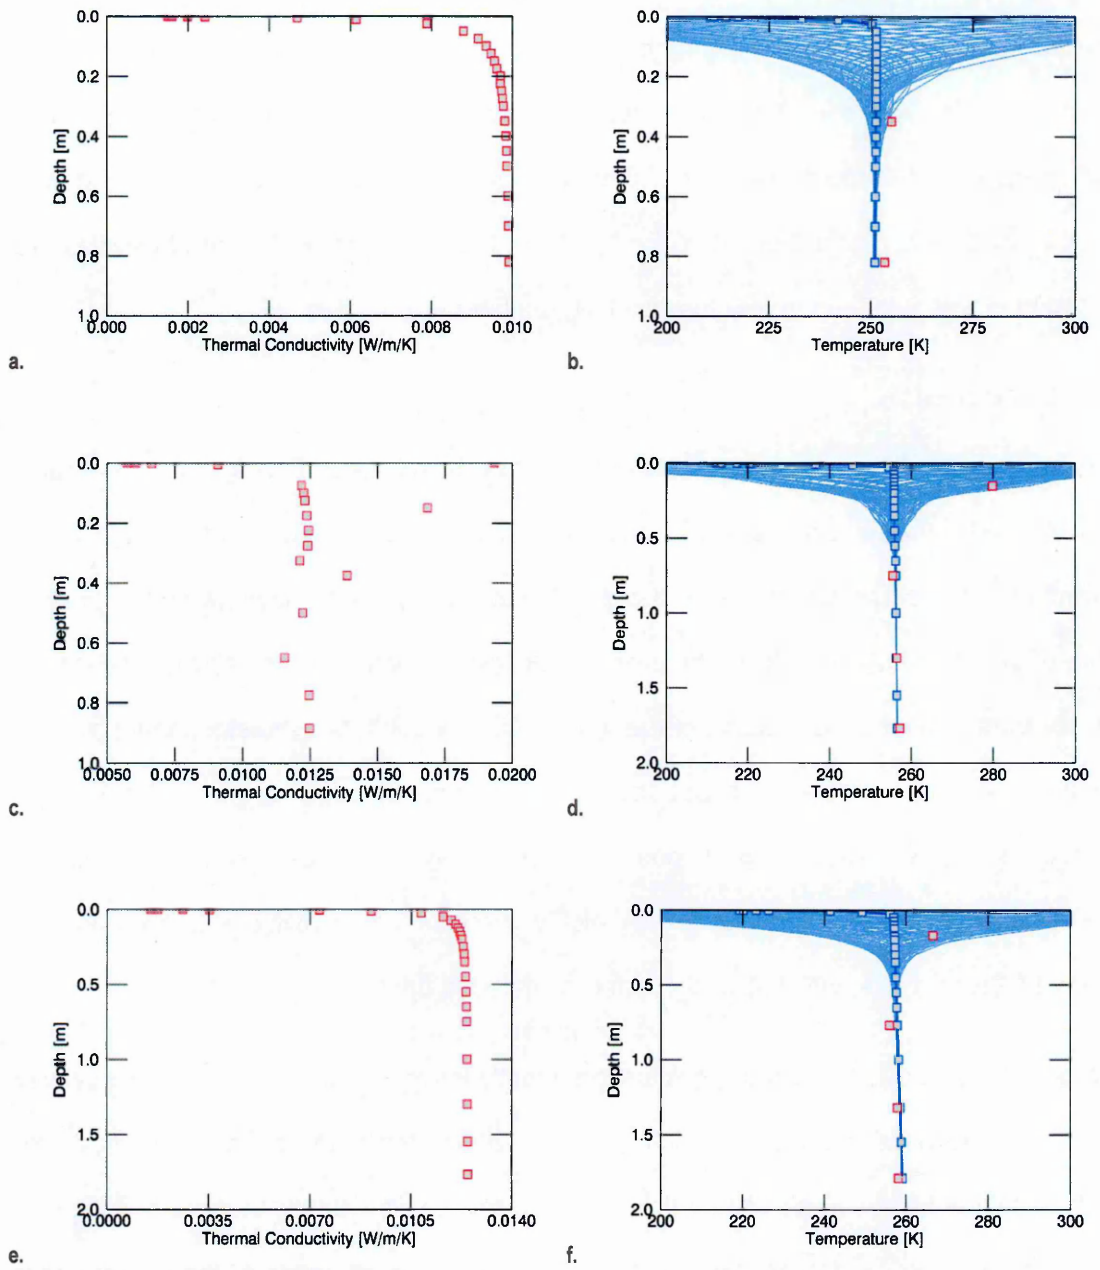 0.0
0.2
0.4
0.6
0.8
1.0
Depth [m]
0.000 0.002 0.004 0.006 0.008 0.010
Thermal Conductivity [W/m/K]
a.
0.0
0.2
0.4
0.6
0.8
1.0
Depth [m]
200 225 250 275 300
Temperature [K]
b.
0.0
0.2
0.4
0.6
0.8
1.0
Depth [m]
0.0050 0.0075 0.0100 0.0125 0.0150 0.0175 0.0200
Thermal Conductivity [W/m/K]
c.
0.0
0.5
1.0
1.5
2.0
Depth [m]
200 220 240 260 280 300
Temperature [K]
d.
0.0
0.5
1.0
1.5
2.0
Depth [m]
0.0000 0.0035 0.0070 0.0105 0.0140
Thermal Conductivity [W/m/K]
e.
0.0
0.5
1.0
1.5
2.0
Depth [m]
200 220 240 260 280 300
Temperature [K]
f.